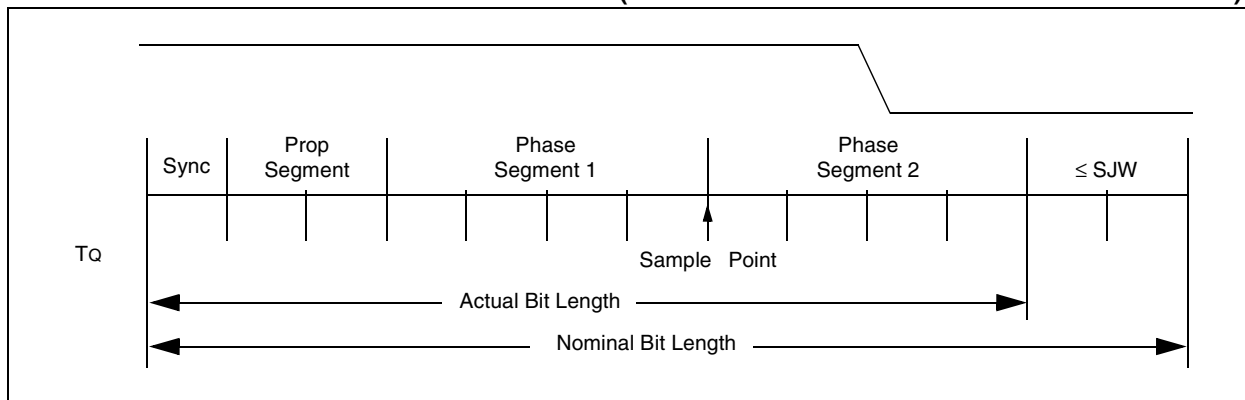 (
)
Sync
Prop
Segment
Phase
Segment 1
Phase
Segment 2
≤ SJW
TQ
Sample Point
Actual Bit Length
Nominal Bit Length